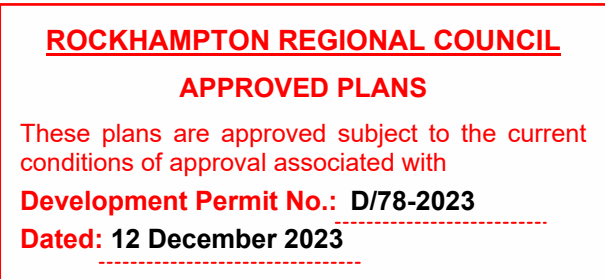 ROCKHAMPTON REGIONAL COUNCIL
APPROVED PLANS
These plans are approved subject to the current
conditions of approval associated with
Development Permit No.: D/78-2023
Dated: 12 December 2023